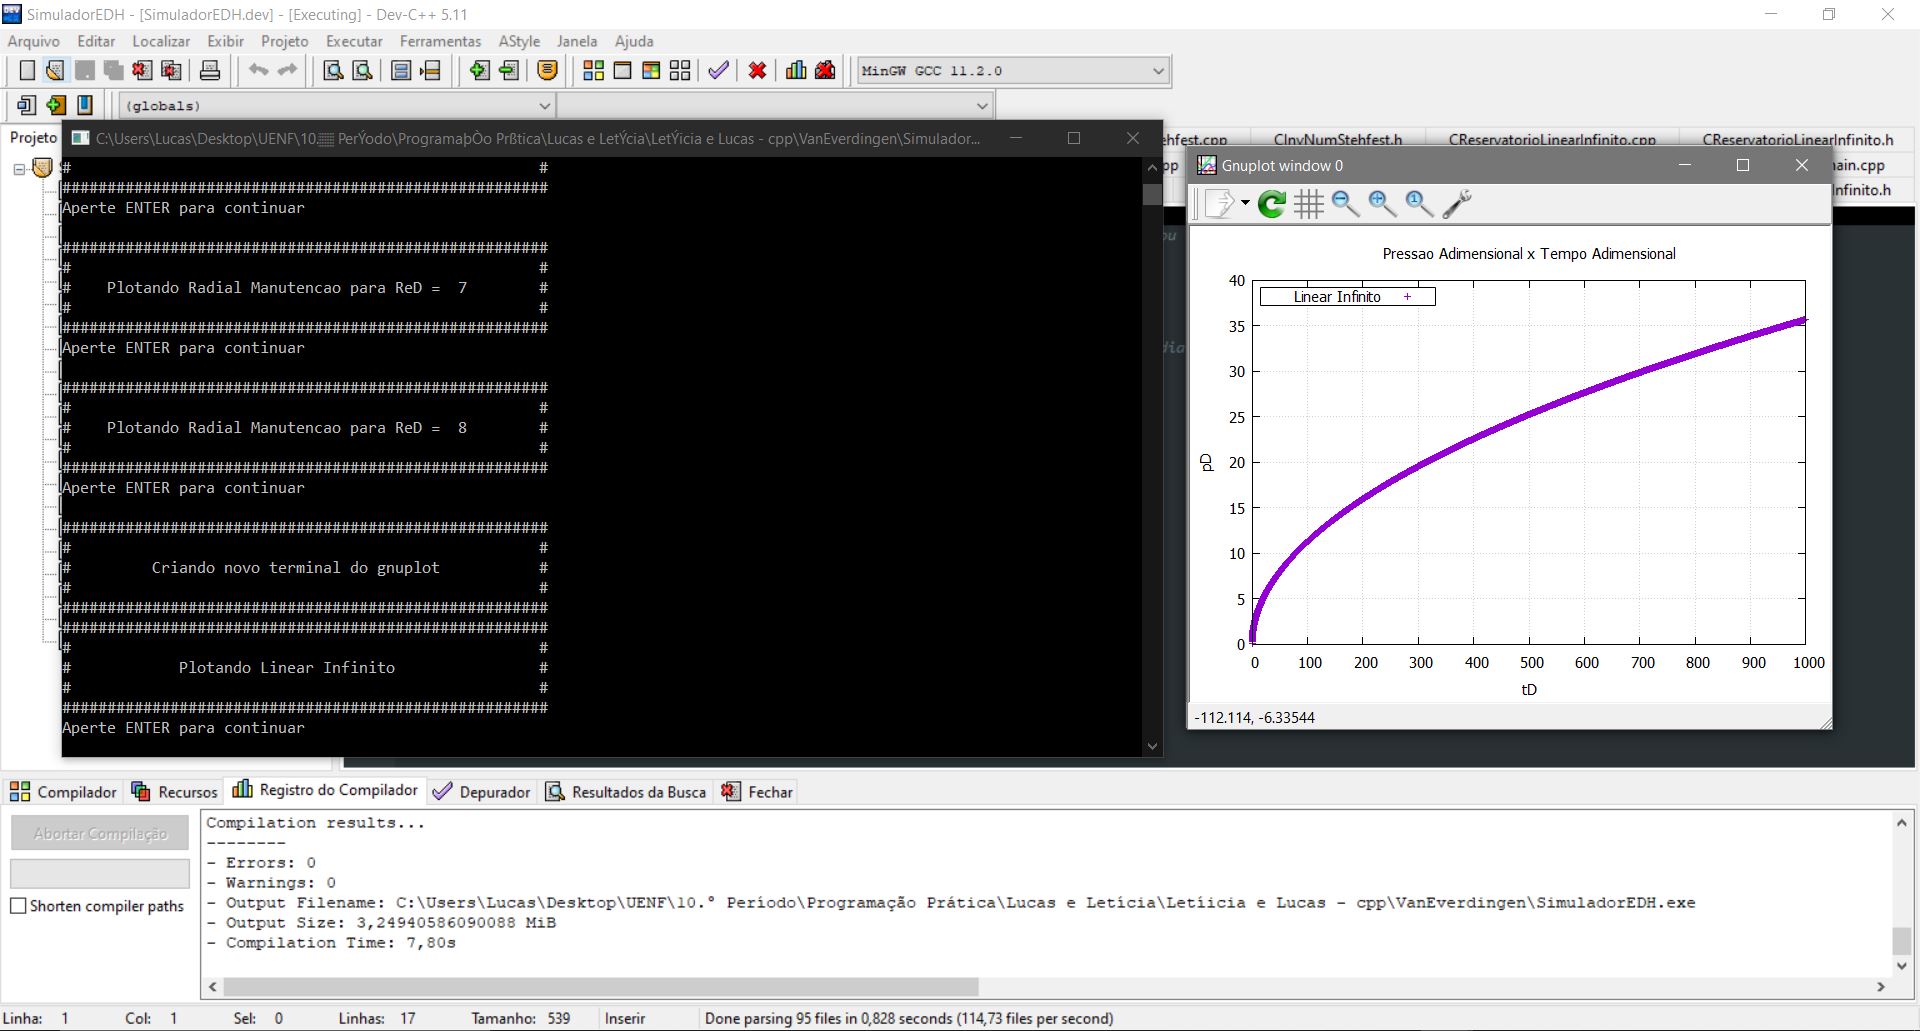 SimuladorEDH - [SimuladorEDH.dev] - [Executing] - Dev-C++ 5.11
Arquivo Editar Localizar Exibir Projeto Executar Ferramentas AStyle Janela Ajuda
MinGW GCC 11.2.0
(globals)
Projeto
C:\Users\Lucas\Desktop\UENF\10.▒ PerÝodo\ProgramaþÒo Prßtica\Lucas e LetÝcia\LetÝicia e Lucas - cpp\VanEverdingen\Simulador...
# #
######################################################
Aperte ENTER para continuar
######################################################
# #
# Plotando Radial Manutencao para ReD = 7 #
# #
######################################################
Aperte ENTER para continuar
######################################################
# #
# Plotando Radial Manutencao para ReD = 8 #
# #
######################################################
Aperte ENTER para continuar
######################################################
# #
# Criando novo terminal do gnuplot #
# #
######################################################
######################################################
# #
# Plotando Linear Infinito #
# #
######################################################
Aperte ENTER para continuar
ehfest.cpp CInvNumStehfest.h CReservatorioLinearInfinito.cpp CReservatorioLinearInfinito.h
pp
ain.cpp
nfinito.h
ou
dia
Gnuplot window 0
Pressao Adimensional x Tempo Adimensional
Linear Infinito +
40
35
30
25
20
15
10
5
0
pD
0 100 200 300 400 500 600 700 800 900 1000
tD
-112.114, -6.33544
Compilador Recursos Registro do Compilador Depurador Resultados da Busca Fechar
Abortar Compilação
Shorten compiler paths
Compilation results...
--------
- Errors: 0
- Warnings: 0
- Output Filename: C:\Users\Lucas\Desktop\UENF\10.° Período\Programação Prática\Lucas e Letícia\Letíicia e Lucas - cpp\VanEverdingen\SimuladorEDH.exe
- Output Size: 3,24940586090088 MiB
- Compilation Time: 7,80s
Linha: 1 Col: 1 Sel: 0 Linhas: 17 Tamanho: 539 Inserir Done parsing 95 files in 0,828 seconds (114,73 files per second)